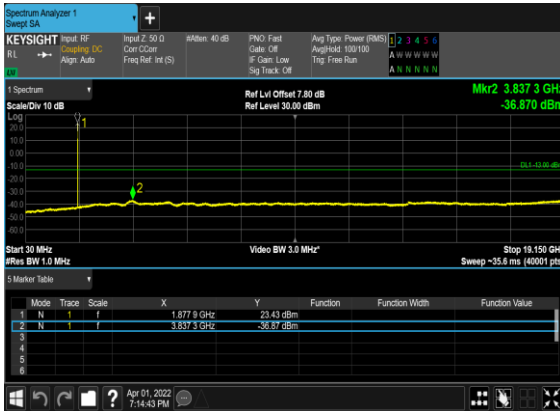 Spectrum Analyzer 1
Swept SA
KEYSIGHT
RL
Input: RF
Coupling: DC
Align: Auto
Input Z: 50 Ω
Corr CCorr
Freq Ref: Int (S)
#Atten: 40 dB
PNO: Fast
Gate: Off
IF Gain: Low
Sig Track: Off
Avg Type: Power (RMS)
Avg|Hold: 100/100
Trig: Free Run
1 2 3 4 5 6
A W W W W W
A N N N N N
1 Spectrum
Scale/Div 10 dB
Ref Lvl Offset 7.80 dB
Ref Level 30.00 dBm
Mkr2 3.837 3 GHz
-36.870 dBm
Log
20.0
10.0
0.00
-10.0
-20.0
-30.0
-40.0
-50.0
-60.0
1
2
DL1 -13.00 dBm
Start 30 MHz
#Res BW 1.0 MHz
Video BW 3.0 MHz*
Stop 19.150 GHz
Sweep ~35.6 ms (40001 pts)
5 Marker Table
Mode Trace Scale X Y Function Function Width Function Value
1 N 1 f 1.877 9 GHz 23.43 dBm
2 N 1 f 3.837 3 GHz -36.87 dBm
3
4
5
6
?
Apr 01, 2022
7:14:43 PM